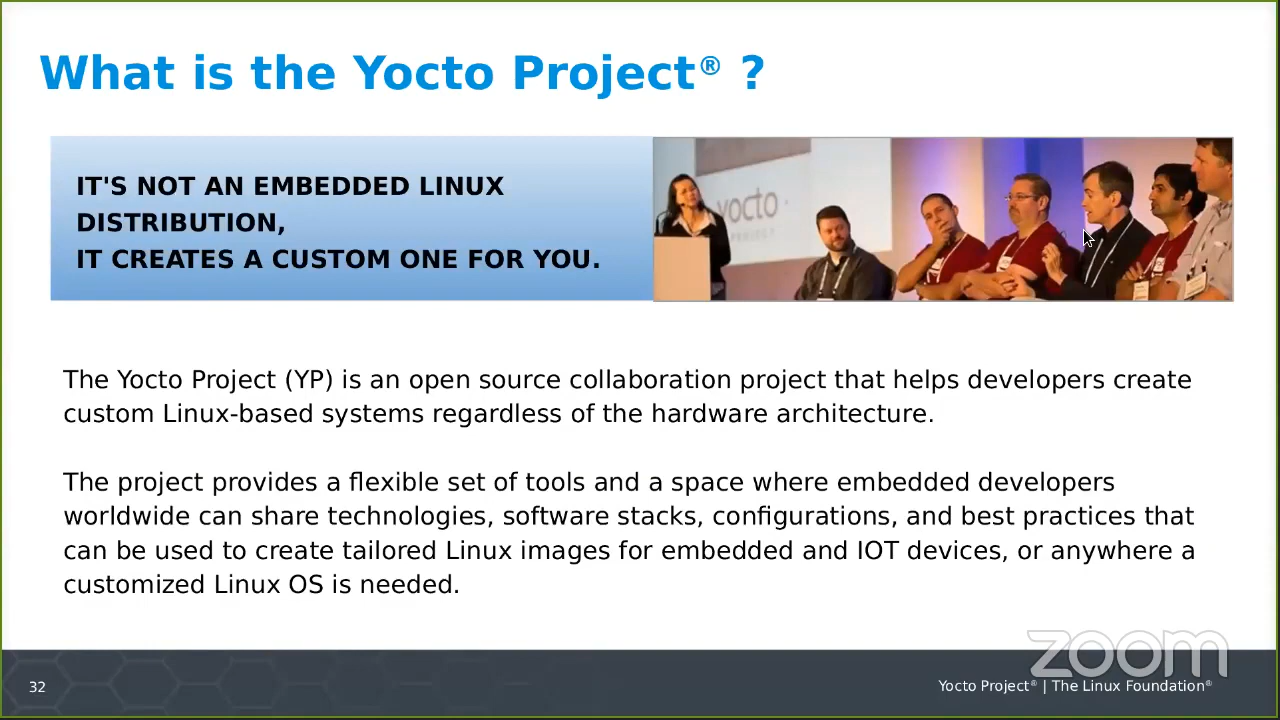 What is the Yocto Project® ?
IT'S NOT AN EMBEDDED LINUX
DISTRIBUTION,
IT CREATES A CUSTOM ONE FOR YOU.
yocto
PROJECT
The Yocto Project (YP) is an open source collaboration project that helps developers create
custom Linux-based systems regardless of the hardware architecture.
The project provides a flexible set of tools and a space where embedded developers
worldwide can share technologies, software stacks, configurations, and best practices that
can be used to create tailored Linux images for embedded and IOT devices, or anywhere a
customized Linux OS is needed.
zoom
32
Yocto Project® | The Linux Foundation®